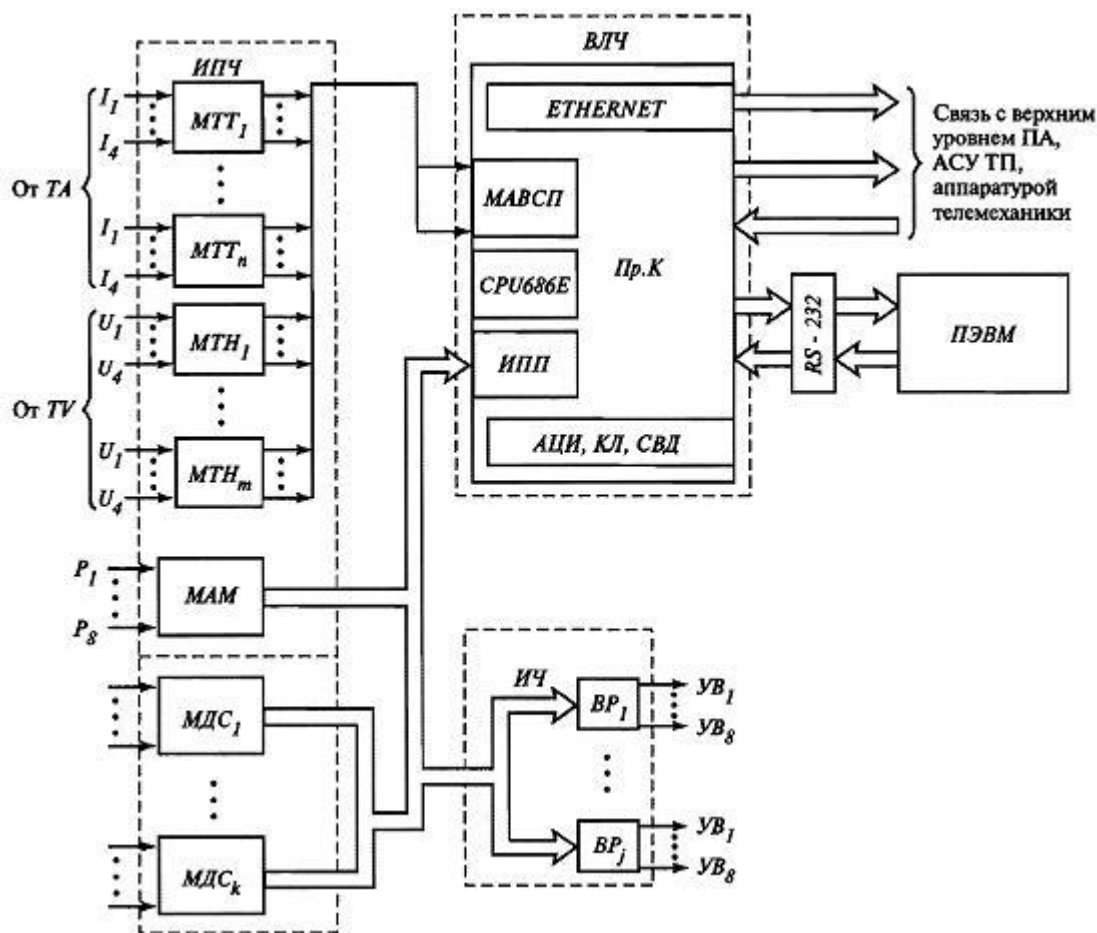 ИПЧ
От TA
I1
I4
МТТ1
I1
I4
МТТn
От TV
U1
U4
МТН1
U1
U4
МТНm
P1
P8
МАМ
МДС1
МДСk
ВЛЧ
ETHERNET
МАВСП
CPU686E
ИПП
Пр.К
АЦИ, КЛ, СВД
Связь с верхним
уровнем ПА,
АСУ ТП,
аппаратурой
телемеханики
RS - 232
ПЭВМ
ИЧ
ВР1
УВ1
УВ8
ВРj
УВ1
УВ8